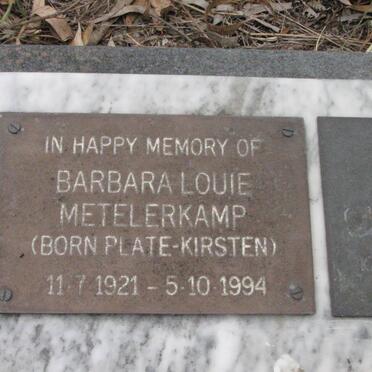 IN HAPPY MEMORY OF
BARBARA LOUIE
METELERKAMP
(BORN PLATE-KIRSTEN)
11·7·1921 - 5·10·1994